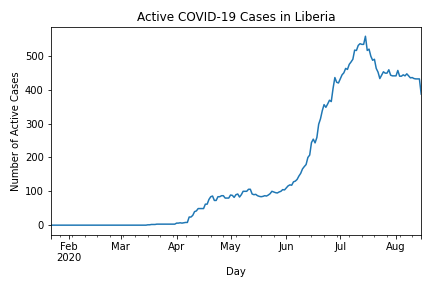 Active COVID-19 Cases in Liberia
Number of Active Cases
500
400
300
200
100
0
Feb
2020
Mar
Apr
May
Jun
Jul
Aug
Day